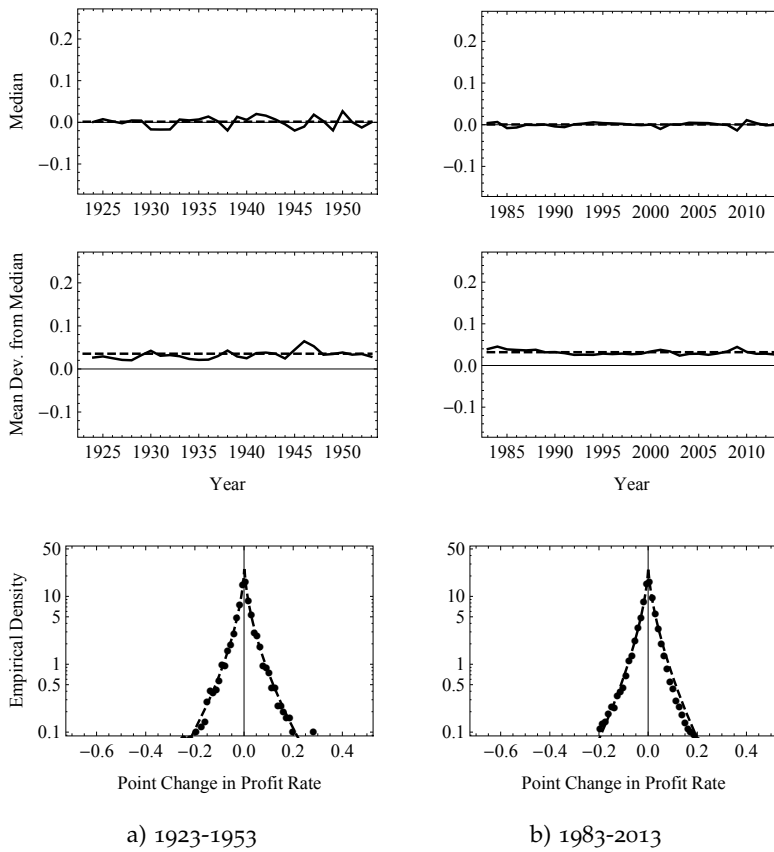 Median
0.2
0.1
0.0
−0.1
1925 1930 1935 1940 1945 1950
0.2
0.1
0.0
−0.1
1985 1990 1995 2000 2005 2010
Mean Dev. from Median
0.2
0.1
0.0
−0.1
1925 1930 1935 1940 1945 1950
Year
0.2
0.1
0.0
−0.1
1985 1990 1995 2000 2005 2010
Year
Empirical Density
50
10
5
1
0.5
0.1
−0.6 −0.4 −0.2 0.0 0.2 0.4
Point Change in Profit Rate
50
10
5
1
0.5
0.1
−0.6 −0.4 −0.2 0.0 0.2 0.4
Point Change in Profit Rate
a) 1923-1953
b) 1983-2013